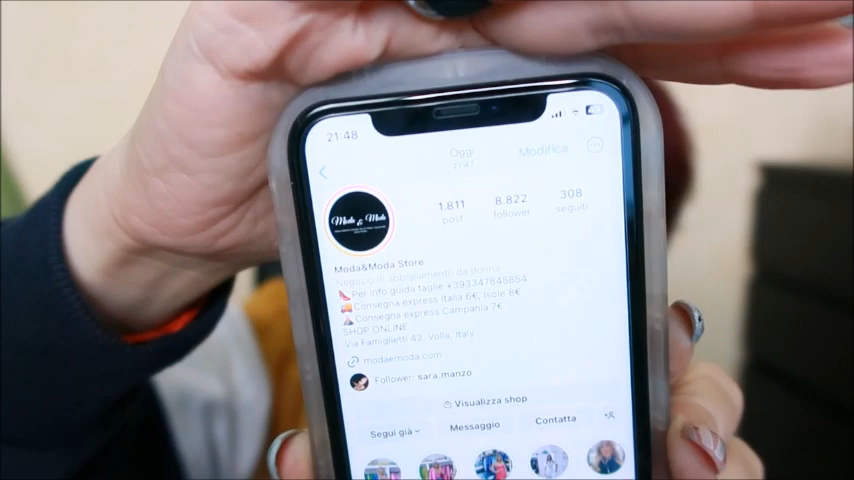 21:48
Oggi
21:47
Modifica
Moda & Moda
1.811
post
8.822
follower
308
seguiti
Moda&Moda Store
Negozio di abbigliamento da donna
Per info guida taglie +393347845854
Consegna express Italia 6€, Isole 8€
Consegna express Campania 7€
SHOP ONLINE
Via Famiglietti 42, Volla, Italy
modaemoda.com
Follower: sara.manzo
Visualizza shop
Segui già
Messaggio
Contatta